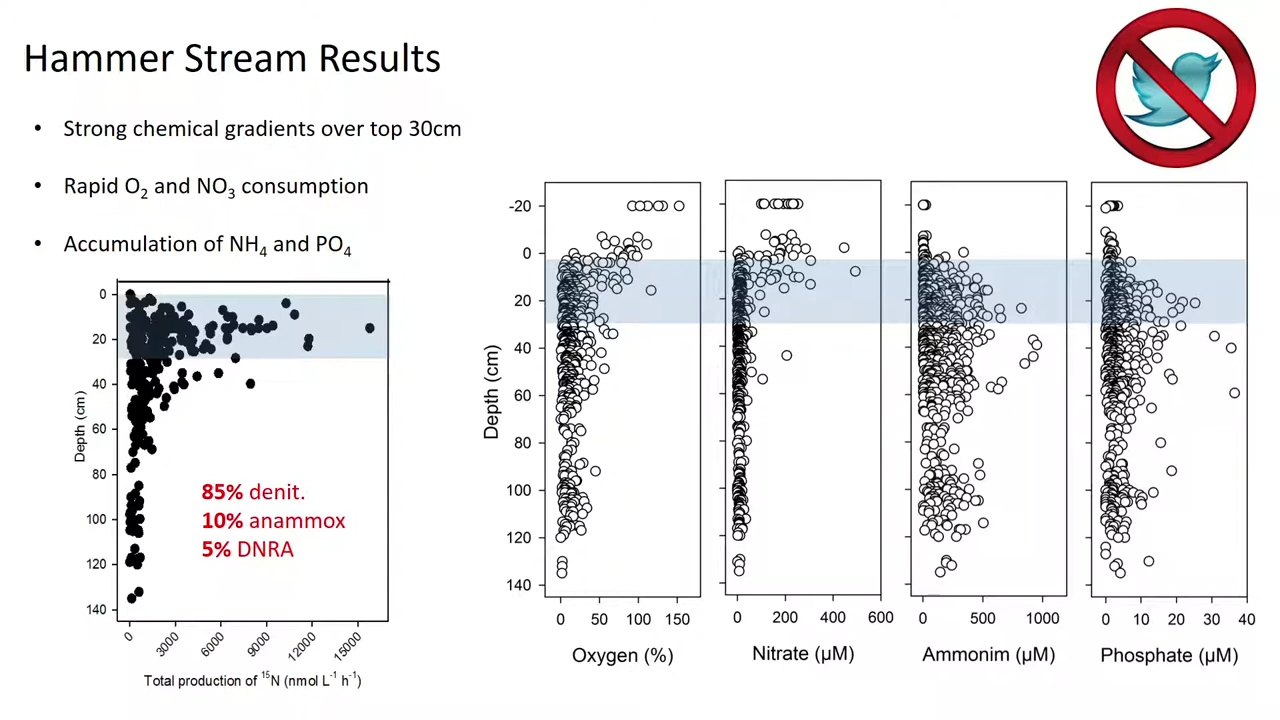 Hammer Stream Results
• Strong chemical gradients over top 30cm
• Rapid O₂ and NO₃ consumption
• Accumulation of NH₄ and PO₄
0
20
40
60
80
100
120
140
Depth (cm)
85% denit.
10% anammox
5% DNRA
0 3000 6000 9000 12000 15000
Total production of ¹⁵N (nmol L⁻¹ h⁻¹)
-20
0
20
40
60
80
100
120
140
Depth (cm)
0 50 100 150
Oxygen (%)
0 200 400 600
Nitrate (µM)
0 500 1000
Ammonim (µM)
0 10 20 30 40
Phosphate (µM)